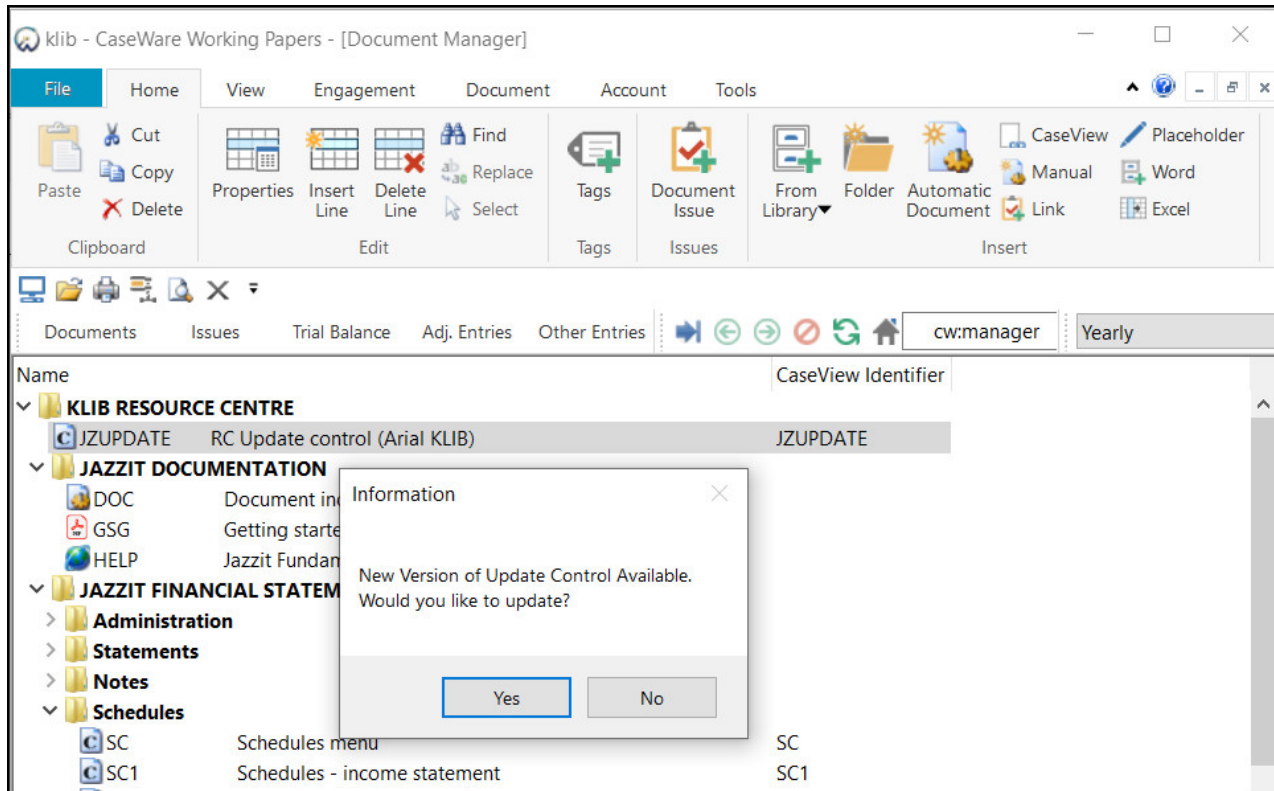 klib - CaseWare Working Papers - [Document Manager]
File Home View Engagement Document Account Tools
Paste Cut Copy Delete
Clipboard
Properties Insert Line Delete Line Find Replace Select
Edit
Tags
Tags
Document Issue
Issues
From Library Folder Automatic Document CaseView Manual Link Placeholder Word Excel
Insert
Documents Issues Trial Balance Adj. Entries Other Entries cw:manager Yearly
Name CaseView Identifier
KLIB RESOURCE CENTRE
JZUPDATE RC Update control (Arial KLIB) JZUPDATE
JAZZIT DOCUMENTATION
DOC Document in
GSG Getting starte
HELP Jazzit Fundam
JAZZIT FINANCIAL STATEM
Administration
Statements
Notes
Schedules
SC Schedules menu SC
SC1 Schedules - income statement SC1
Information
New Version of Update Control Available.
Would you like to update?
Yes No